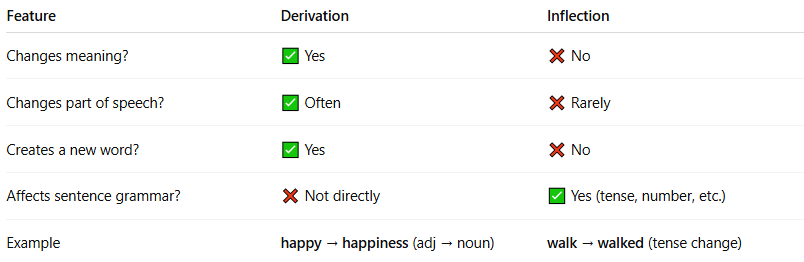 Feature Derivation Inflection
Changes meaning? ✅ Yes ❌ No
Changes part of speech? ✅ Often ❌ Rarely
Creates a new word? ✅ Yes ❌ No
Affects sentence grammar? ❌ Not directly ✅ Yes (tense, number, etc.)
Example happy → happiness (adj → noun) walk → walked (tense change)